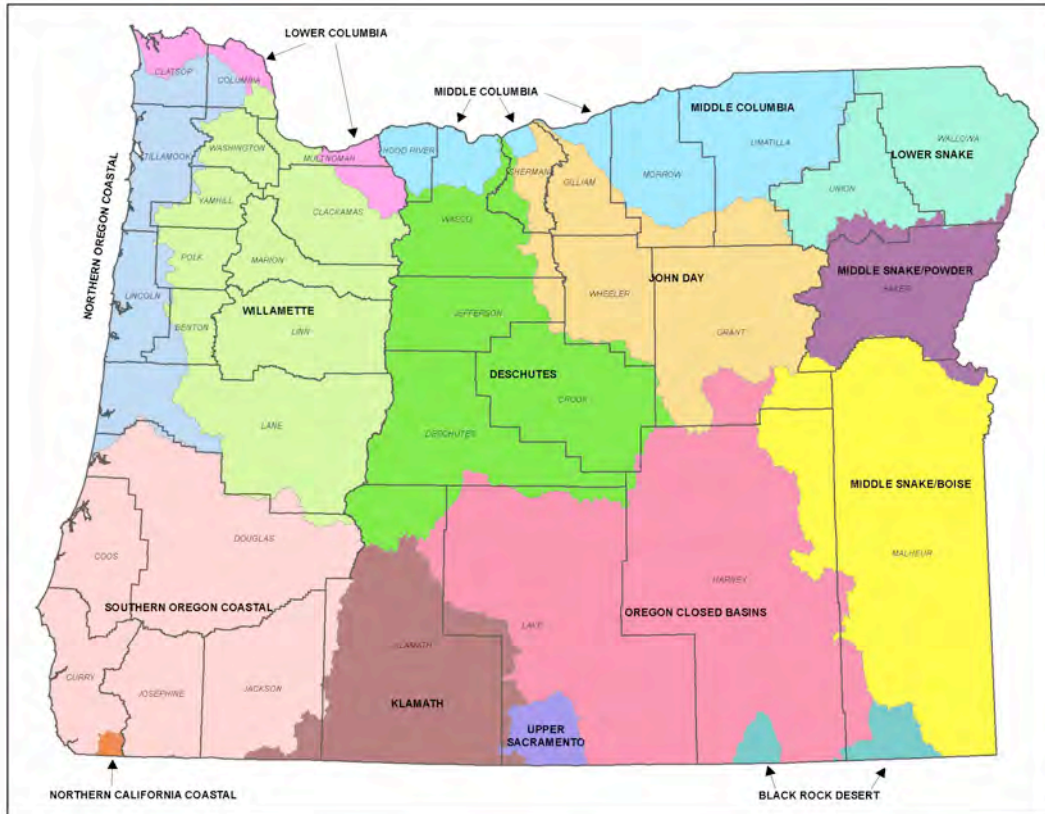 LOWER COLUMBIA
CLATSOP
COLUMBIA
MIDDLE COLUMBIA
MIDDLE COLUMBIA
HOOD RIVER
UMATILLA
WALLOWA
TILLAMOOK
WASHINGTON
MULTNOMAH
SHERMAN
GILLIAM
MORROW
LOWER SNAKE
UNION
NORTHERN OREGON COASTAL
YAMHILL
CLACKAMAS
WASCO
POLK
MARION
JOHN DAY
MIDDLE SNAKE/POWDER
BAKER
LINCOLN
WHEELER
WILLAMETTE
JEFFERSON
BENTON
LINN
GRANT
DESCHUTES
CROOK
LANE
DESCHUTES
MIDDLE SNAKE/BOISE
COOS
DOUGLAS
MALHEUR
HARNEY
SOUTHERN OREGON COASTAL
OREGON CLOSED BASINS
LAKE
KLAMATH
CURRY
JOSEPHINE
JACKSON
KLAMATH
UPPER
SACRAMENTO
NORTHERN CALIFORNIA COASTAL
BLACK ROCK DESERT